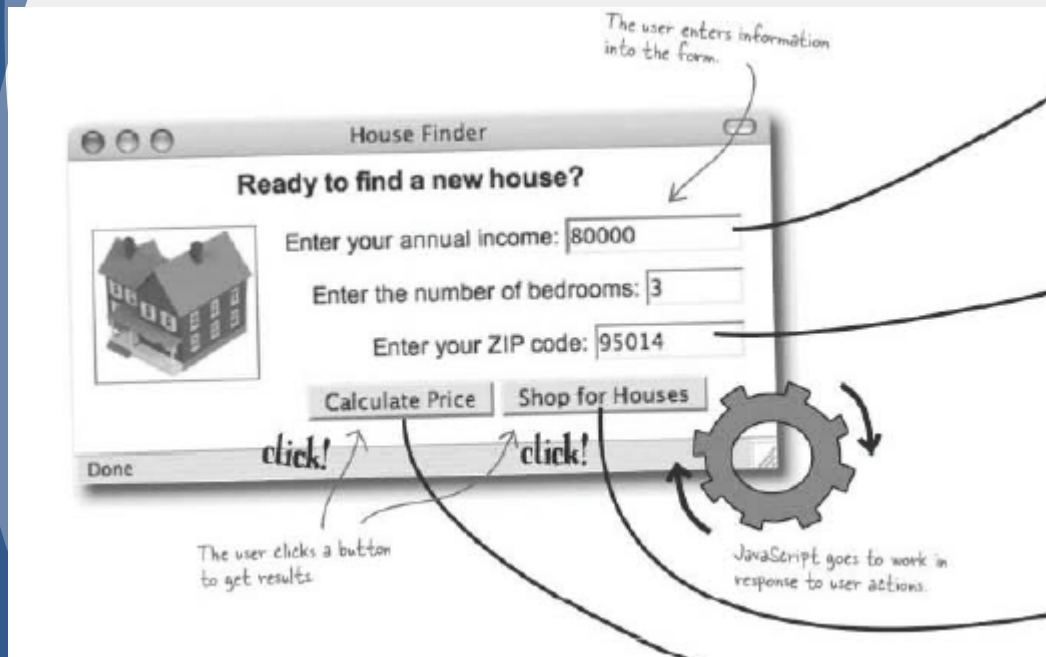 The user enters information
into the form.
House Finder
Ready to find a new house?
Enter your annual income: 80000
Enter the number of bedrooms: 3
Enter your ZIP code: 95014
Calculate Price Shop for Houses
click! click!
Done
The user clicks a button
to get results
JavaScript goes to work in
response to user actions.